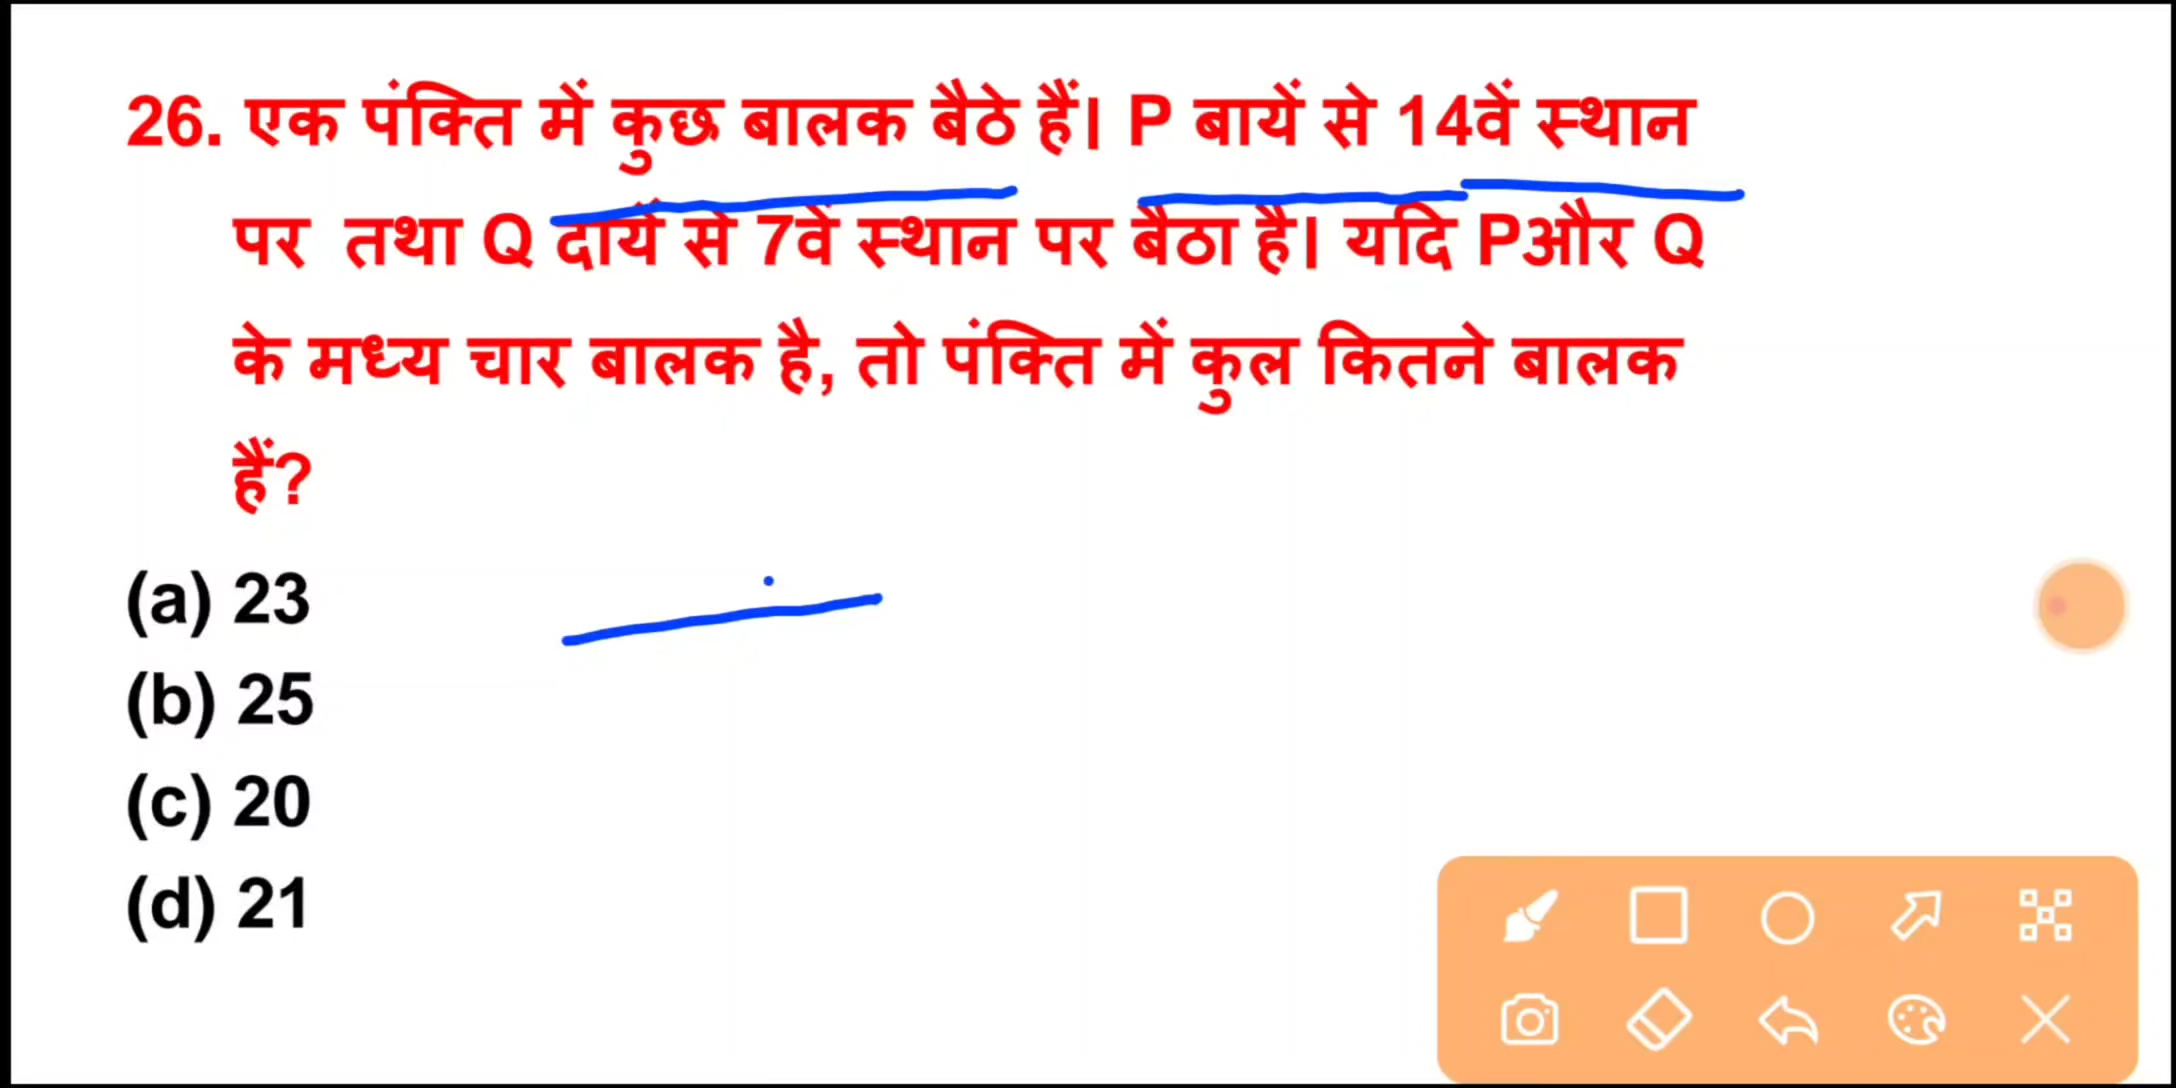 26. एक पंक्ति में कुछ बालक बैठे हैं। P बायें से 14वें स्थान
पर तथा Q दायें से 7वें स्थान पर बैठा है। यदि Pऔर Q
के मध्य चार बालक है, तो पंक्ति में कुल कितने बालक
हैं?
(a) 23
(b) 25
(c) 20
(d) 21